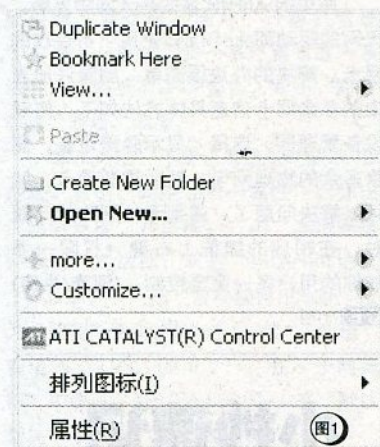 Duplicate Window
Bookmark Here
View...
Paste
Create New Folder
Open New...
more...
Customize...
ATI CATALYST(R) Control Center
排列图标(I)
属性(R)
图1